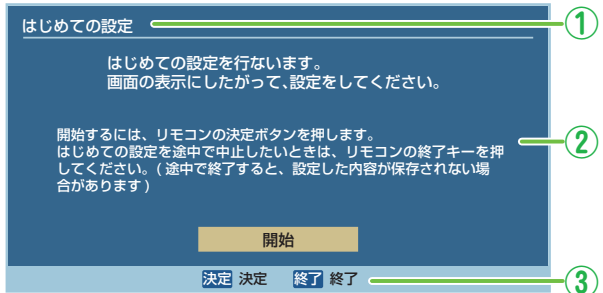 はじめての設定
①
はじめての設定を行ないます。
画面の表示にしたがって、設定をしてください。
開始するには、リモコンの決定ボタンを押します。
はじめての設定を途中で中止したいときは、リモコンの終了キーを押
してください。(途中で終了すると、設定した内容が保存されない場
合があります)
②
開始
決定 決定 終了 終了
③